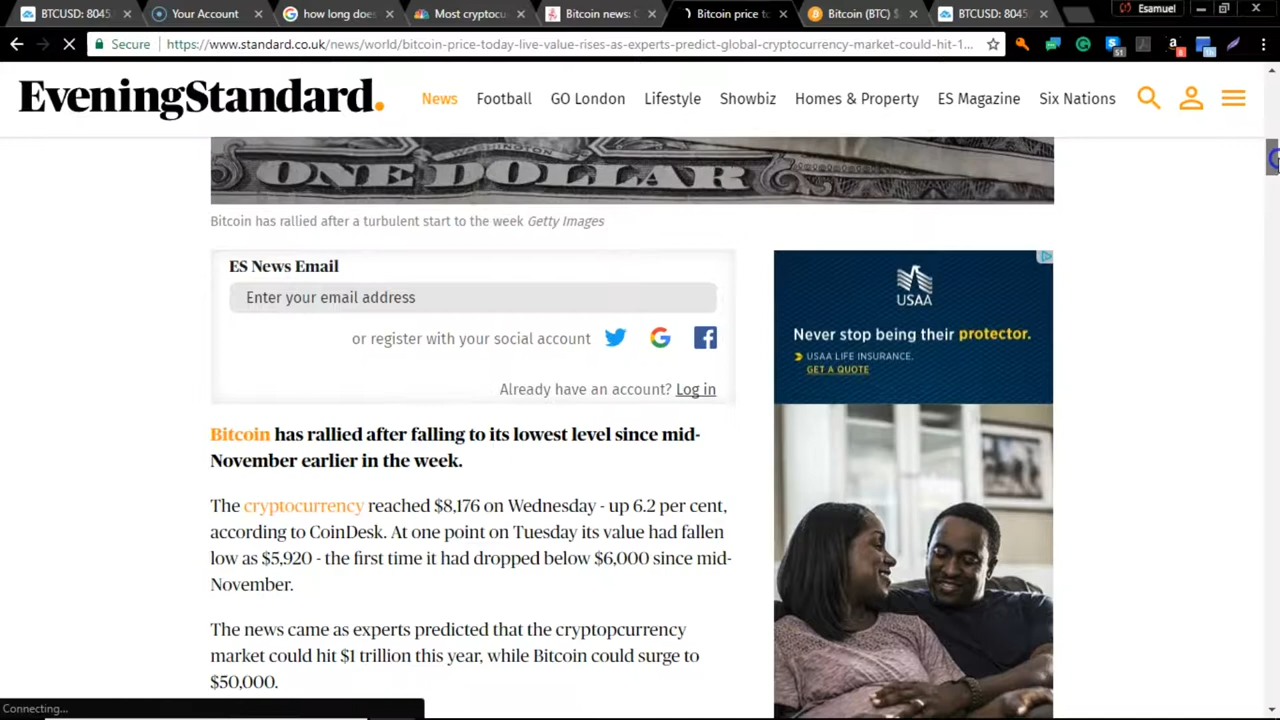 BTCUSD: 8045.
Your Account
how long does
Most cryptocu
Bitcoin news: C
Bitcoin price to
Bitcoin (BTC) $
BTCUSD: 8045.
Esamuel
Secure
https://www.standard.co.uk/news/world/bitcoin-price-today-live-value-rises-as-experts-predict-global-cryptocurrency-market-could-hit-1...
EveningStandard.
News
Football
GO London
Lifestyle
Showbiz
Homes & Property
ES Magazine
Six Nations
WASHINGTON
ONE DOLLAR
Bitcoin has rallied after a turbulent start to the week Getty Images
ES News Email
Enter your email address
or register with your social account
Already have an account? Log in
USAA
Never stop being their protector.
USAA LIFE INSURANCE.
GET A QUOTE
Bitcoin has rallied after falling to its lowest level since mid-
November earlier in the week.
The cryptocurrency reached $8,176 on Wednesday - up 6.2 per cent,
according to CoinDesk. At one point on Tuesday its value had fallen
low as $5,920 - the first time it had dropped below $6,000 since mid-
November.
The news came as experts predicted that the cryptopcurrency
market could hit $1 trillion this year, while Bitcoin could surge to
$50,000.
Connecting...